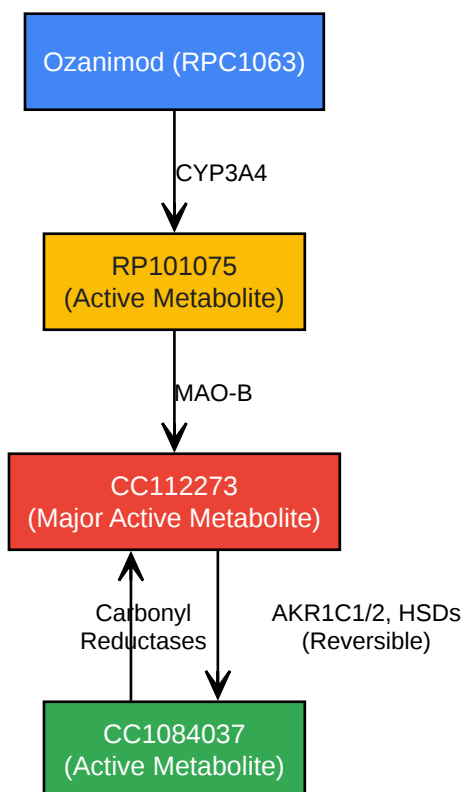 Ozanimod (RPC1063)
CYP3A4
RP101075
(Active Metabolite)
MAO-B
CC112273
(Major Active Metabolite)
Carbonyl
Reductases
AKR1C1/2, HSDs
(Reversible)
CC1084037
(Active Metabolite)